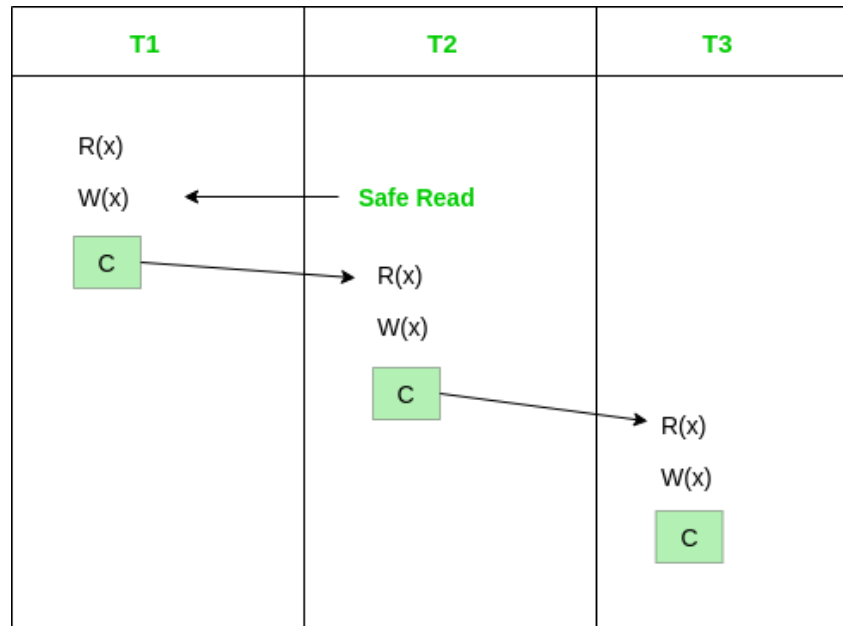 T1 T2 T3
R(x)
W(x) Safe Read
C
R(x)
W(x)
C
R(x)
W(x)
C